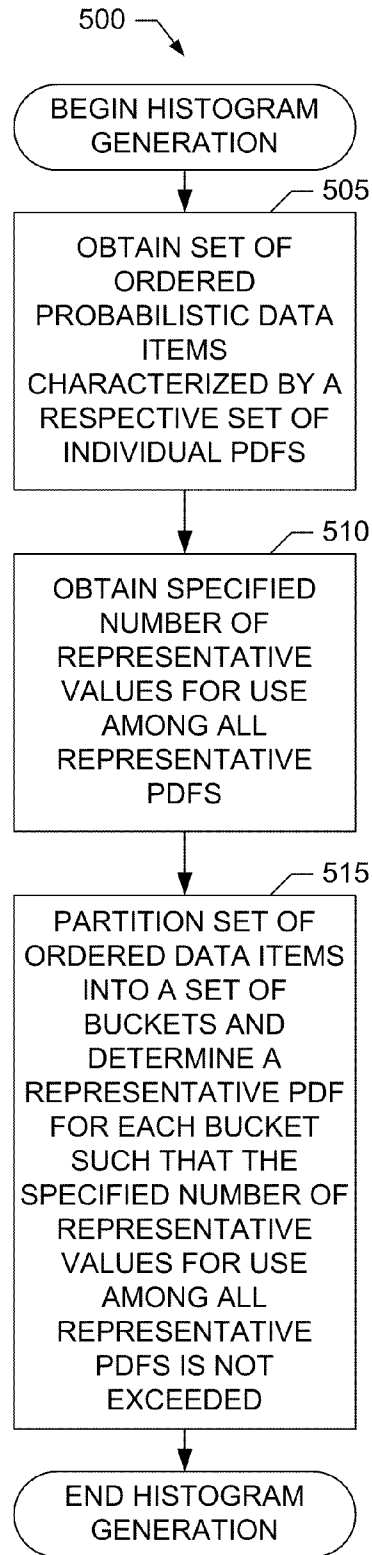 500
BEGIN HISTOGRAM
GENERATION
505
OBTAIN SET OF
ORDERED
PROBABILISTIC DATA
ITEMS
CHARACTERIZED BY A
RESPECTIVE SET OF
INDIVIDUAL PDFS
510
OBTAIN SPECIFIED
NUMBER OF
REPRESENTATIVE
VALUES FOR USE
AMONG ALL
REPRESENTATIVE
PDFS
515
PARTITION SET OF
ORDERED DATA ITEMS
INTO A SET OF
BUCKETS AND
DETERMINE A
REPRESENTATIVE PDF
FOR EACH BUCKET
SUCH THAT THE
SPECIFIED NUMBER OF
REPRESENTATIVE
VALUES FOR USE
AMONG ALL
REPRESENTATIVE
PDFS IS NOT
EXCEEDED
END HISTOGRAM
GENERATION